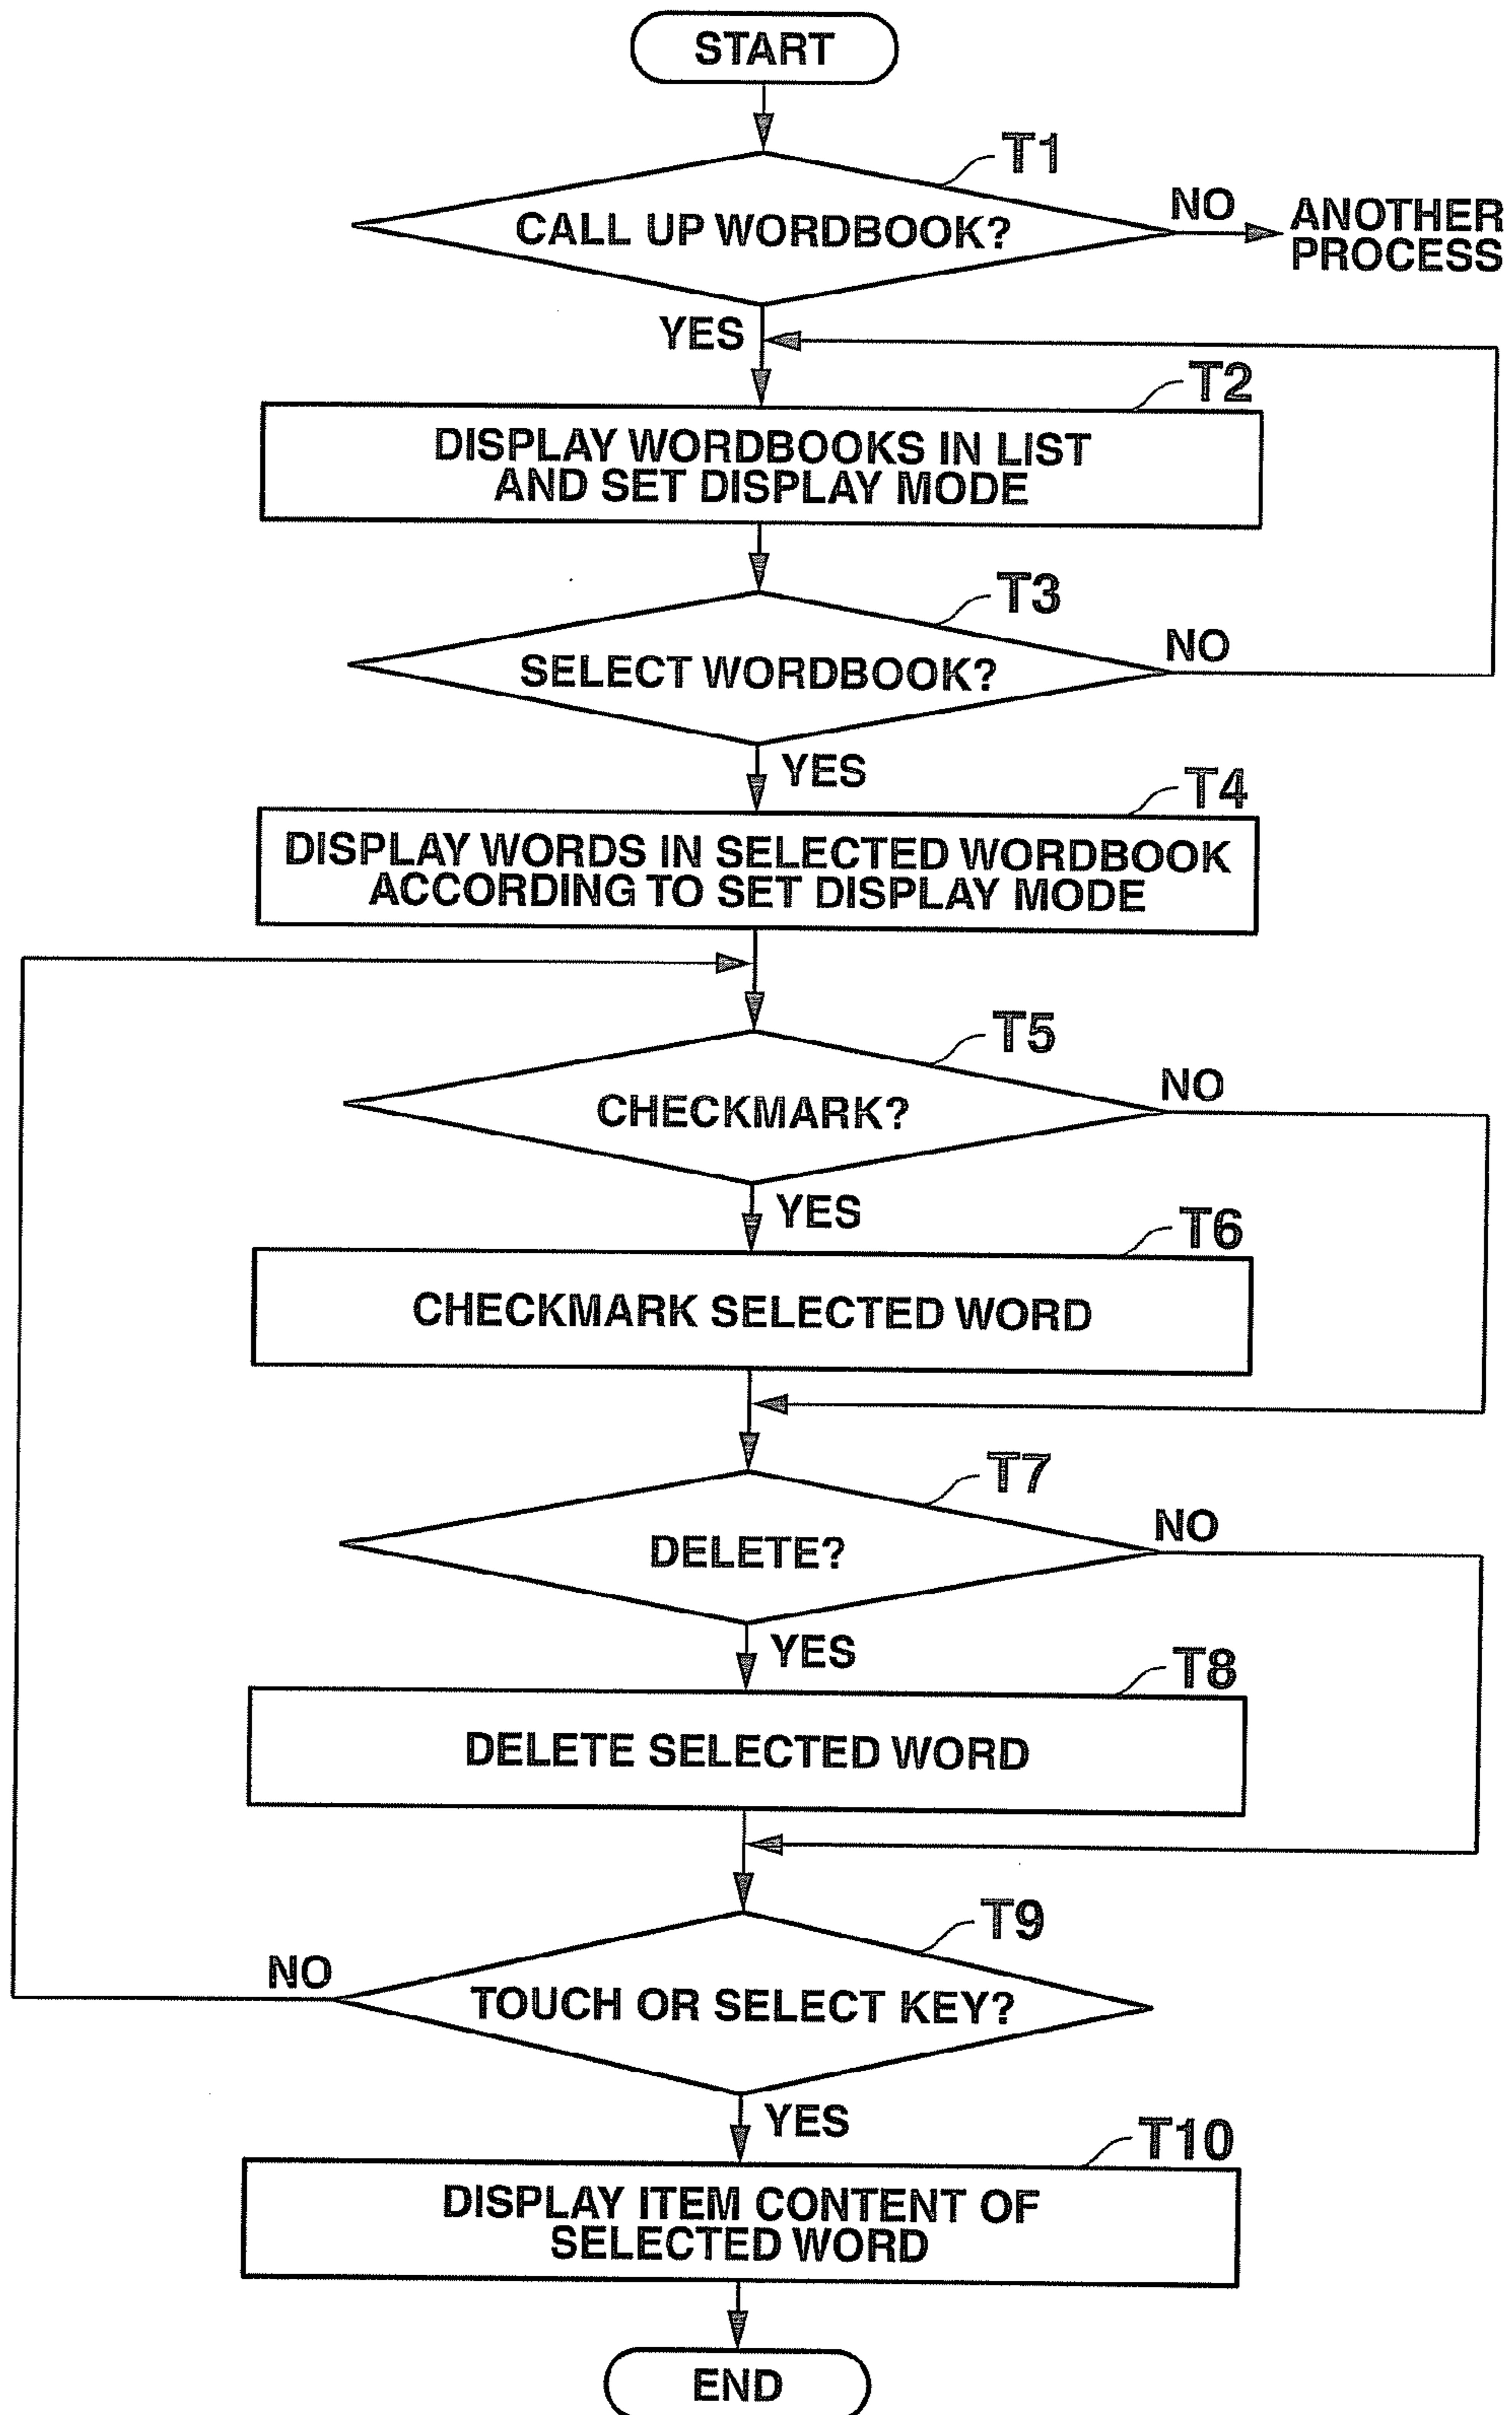 START
T1
CALL UP WORDBOOK?
NO
ANOTHER
PROCESS
YES
T2
DISPLAY WORDBOOKS IN LIST
AND SET DISPLAY MODE
T3
SELECT WORDBOOK?
NO
YES
T4
DISPLAY WORDS IN SELECTED WORDBOOK
ACCORDING TO SET DISPLAY MODE
T5
CHECKMARK?
NO
YES
T6
CHECKMARK SELECTED WORD
T7
DELETE?
NO
YES
T8
DELETE SELECTED WORD
T9
NO
TOUCH OR SELECT KEY?
YES
T10
DISPLAY ITEM CONTENT OF
SELECTED WORD
END